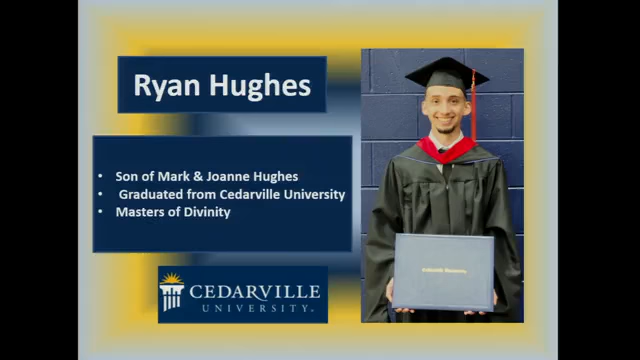 Ryan Hughes
• Son of Mark & Joanne Hughes
• Graduated from Cedarville University
• Masters of Divinity
CEDARVILLE
UNIVERSITY.